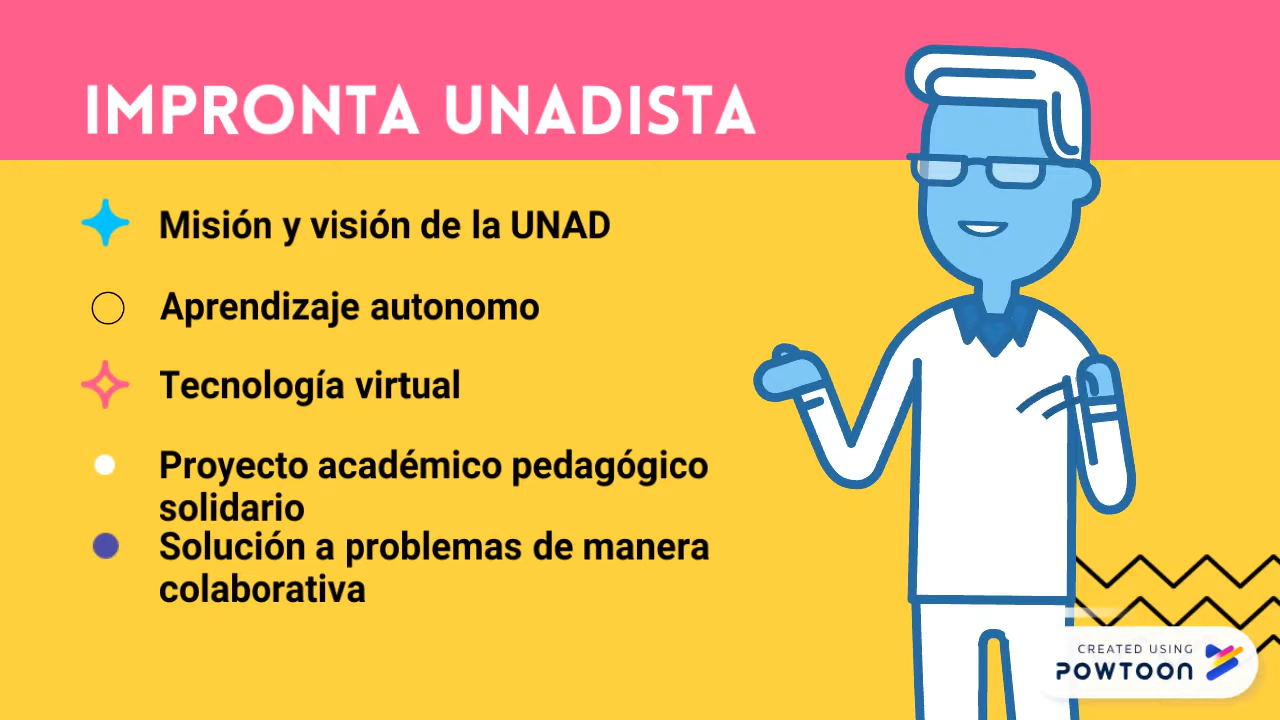 IMPRONTA UNADISTA
Misión y visión de la UNAD
Aprendizaje autonomo
Tecnología virtual
Proyecto académico pedagógico
solidario
Solución a problemas de manera
colaborativa
CREATED USING
POWTOON